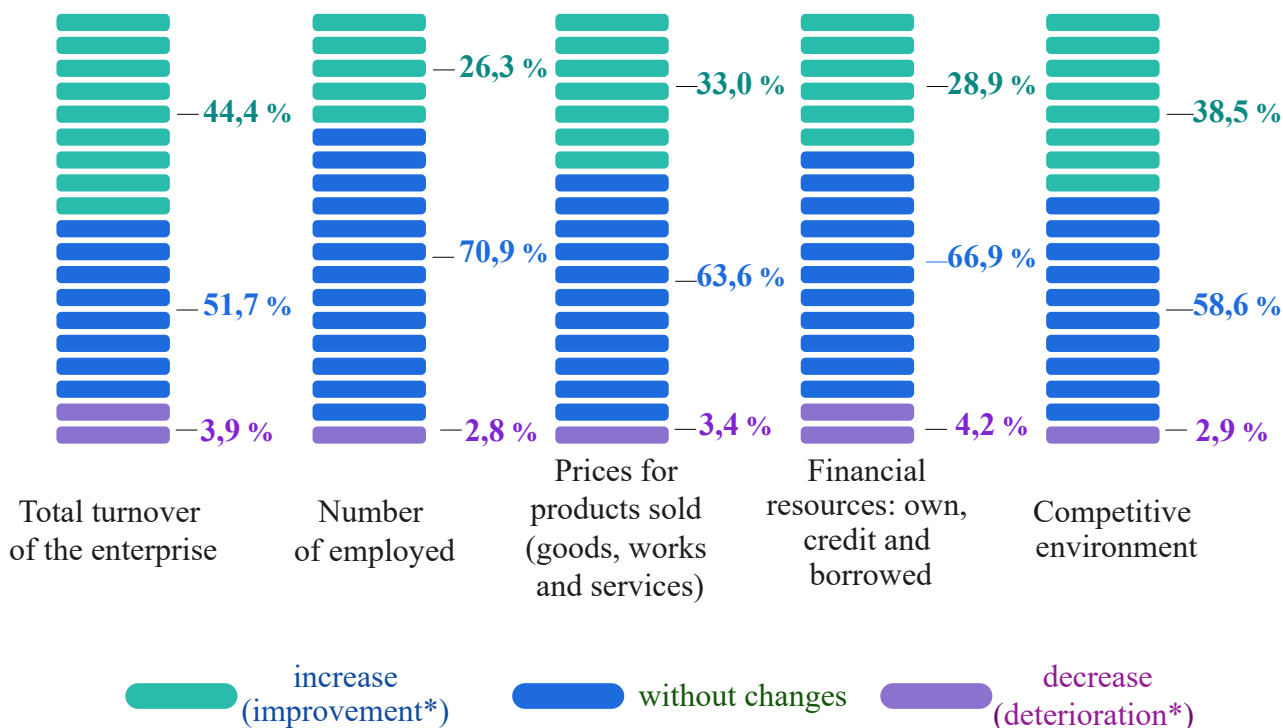 44,4 %
51,7 %
3,9 %
Total turnover
of the enterprise
26,3 %
70,9 %
2,8 %
Number
of employed
33,0 %
63,6 %
3,4 %
Prices for
products sold
(goods, works
and services)
28,9 %
66,9 %
4,2 %
Financial
resources: own,
credit and
borrowed
38,5 %
58,6 %
2,9 %
Competitive
environment
increase
(improvement*)
without changes
decrease
(deterioration*)